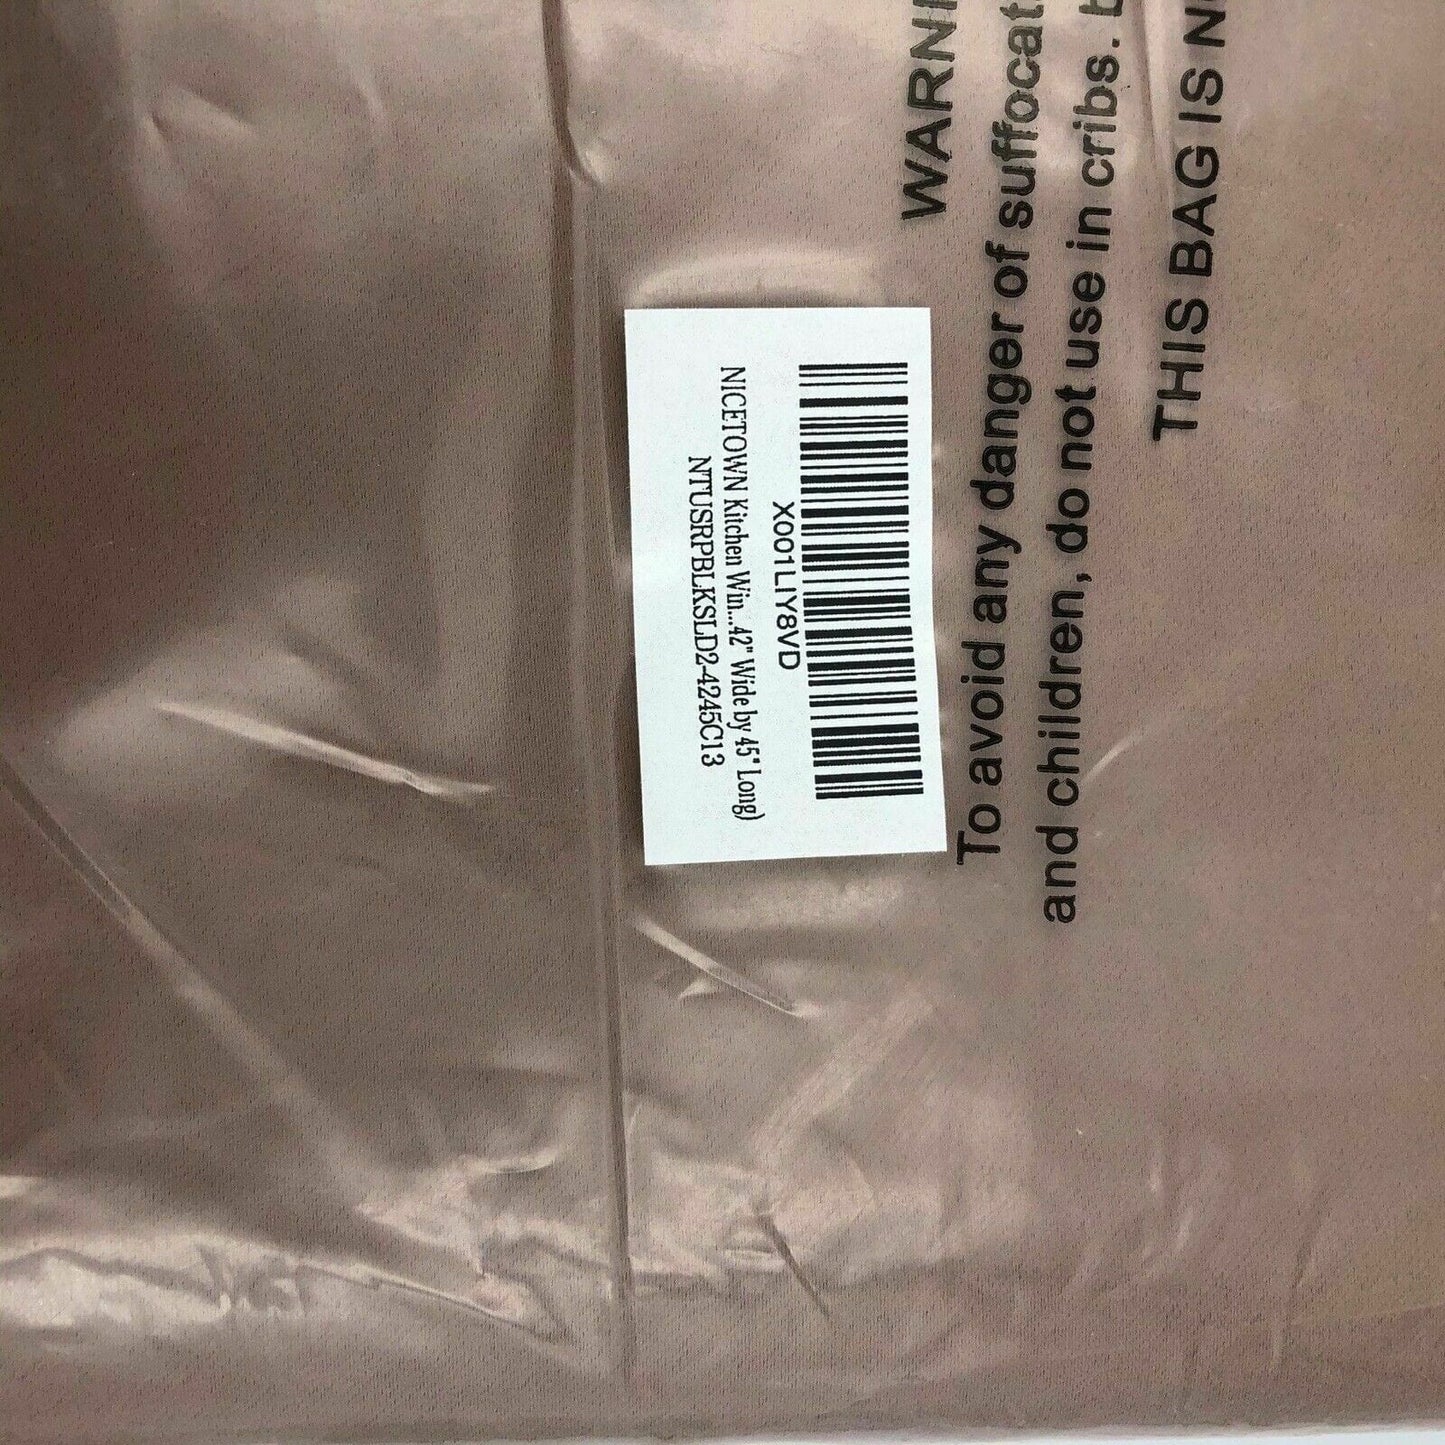 X001LIY8VD
NICETOWN Kitchen Win...42" Wide by 45" Long)
NTUSRPBLKSLD2-4245C13
WARNI
To avoid any danger of suffocat
and children, do not use in cribs.
THIS BAG IS N